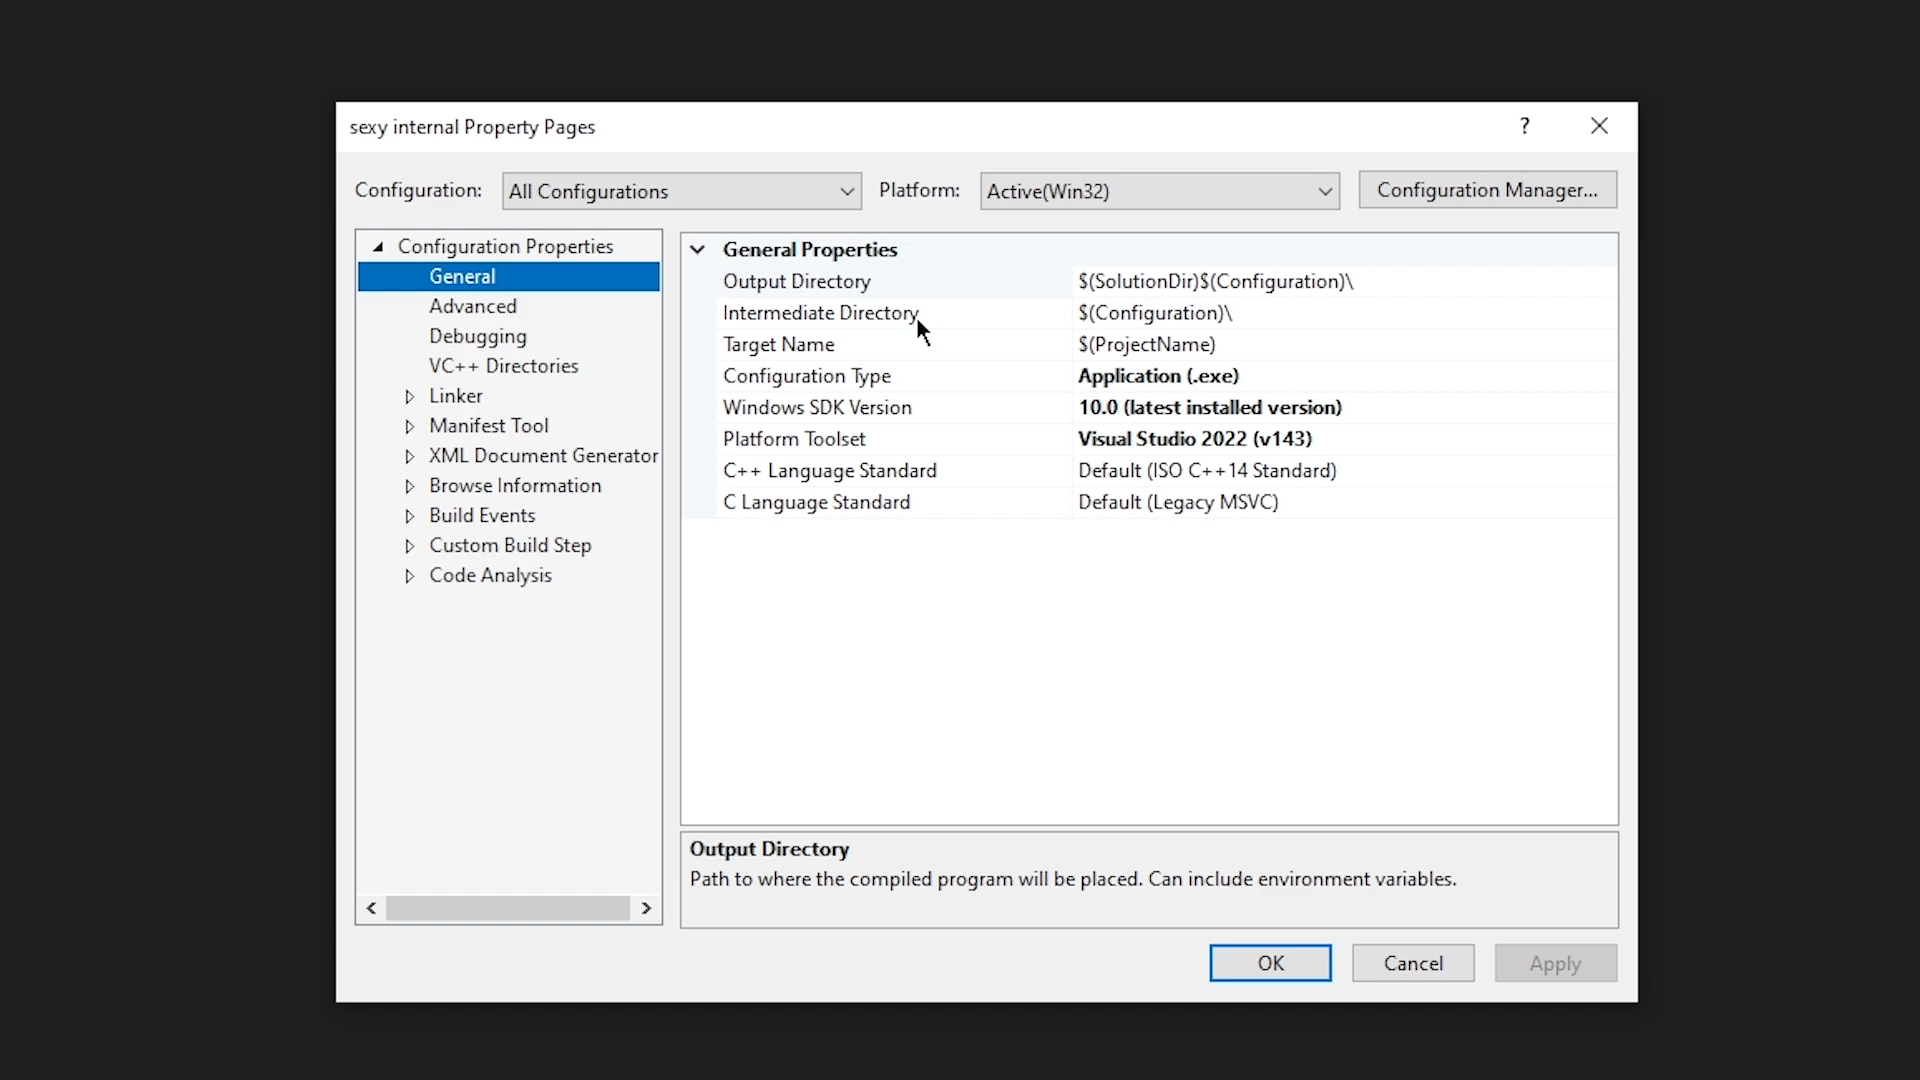 sexy internal Property Pages
?
Configuration: All Configurations Platform: Active(Win32) Configuration Manager...
Configuration Properties
General
Advanced
Debugging
VC++ Directories
Linker
Manifest Tool
XML Document Generator
Browse Information
Build Events
Custom Build Step
Code Analysis
General Properties
Output Directory $(SolutionDir)$(Configuration)\
Intermediate Directory $(Configuration)\
Target Name $(ProjectName)
Configuration Type Application (.exe)
Windows SDK Version 10.0 (latest installed version)
Platform Toolset Visual Studio 2022 (v143)
C++ Language Standard Default (ISO C++14 Standard)
C Language Standard Default (Legacy MSVC)
Output Directory
Path to where the compiled program will be placed. Can include environment variables.
OK Cancel Apply